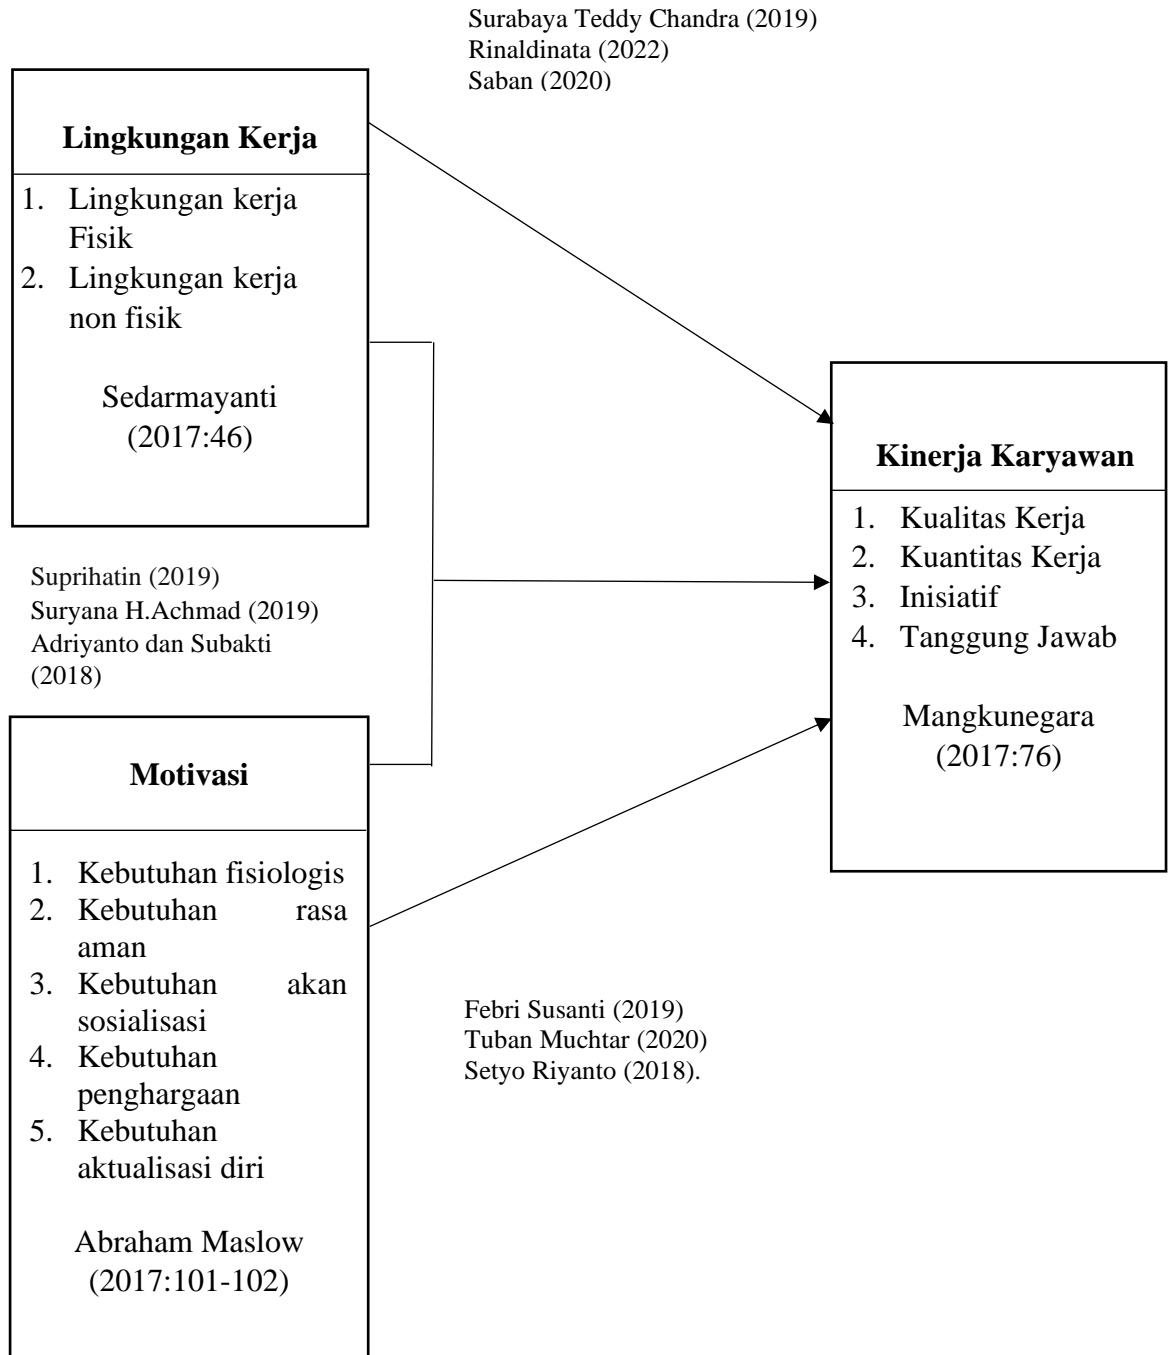 Surabaya Teddy Chandra (2019)
Rinaldinata (2022)
Saban (2020)
Lingkungan Kerja
1. Lingkungan kerja
Fisik
2. Lingkungan kerja
non fisik
Sedarmayanti
(2017:46)
Kinerja Karyawan
1. Kualitas Kerja
2. Kuantitas Kerja
3. Inisiatif
4. Tanggung Jawab
Mangkunegara
(2017:76)
Suprihatin (2019)
Suryana H.Achmad (2019)
Adriyanto dan Subakti
(2018)
Motivasi
1. Kebutuhan fisiologis
2. Kebutuhan rasa
aman
3. Kebutuhan akan
sosialisasi
4. Kebutuhan
penghargaan
5. Kebutuhan
aktualisasi diri
Abraham Maslow
(2017:101-102)
Febri Susanti (2019)
Tuban Muchtar (2020)
Setyo Riyanto (2018).